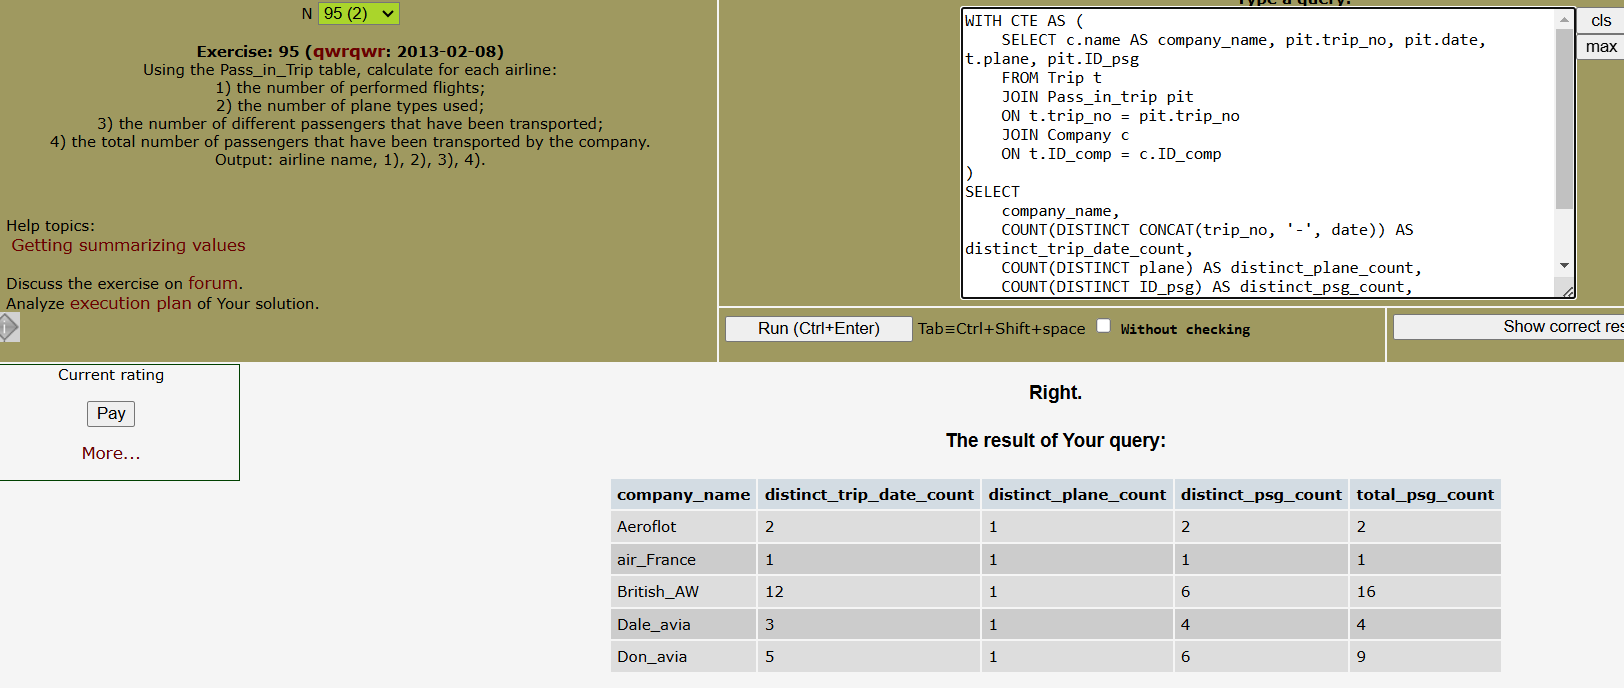 N 95 (2)
Exercise: 95 (qwrqwr: 2013-02-08)
Using the Pass_in_Trip table, calculate for each airline:
1) the number of performed flights;
2) the number of plane types used;
3) the number of different passengers that have been transported;
4) the total number of passengers that have been transported by the company.
Output: airline name, 1), 2), 3), 4).
Help topics:
Getting summarizing values
Discuss the exercise on forum.
Analyze execution plan of Your solution.
Type a query:
WITH CTE AS (
SELECT c.name AS company_name, pit.trip_no, pit.date,
t.plane, pit.ID_psg
FROM Trip t
JOIN Pass_in_trip pit
ON t.trip_no = pit.trip_no
JOIN Company c
ON t.ID_comp = c.ID_comp
)
SELECT
company_name,
COUNT(DISTINCT CONCAT(trip_no, '-', date)) AS
distinct_trip_date_count,
COUNT(DISTINCT plane) AS distinct_plane_count,
COUNT(DISTINCT ID_psg) AS distinct_psg_count,
cls
max
Run (Ctrl+Enter) Tab≡Ctrl+Shift+space Without checking
Show correct res
Current rating
Pay
More...
Right.
The result of Your query:
company_name distinct_trip_date_count distinct_plane_count distinct_psg_count total_psg_count
Aeroflot 2 1 2 2
air_France 1 1 1 1
British_AW 12 1 6 16
Dale_avia 3 1 4 4
Don_avia 5 1 6 9